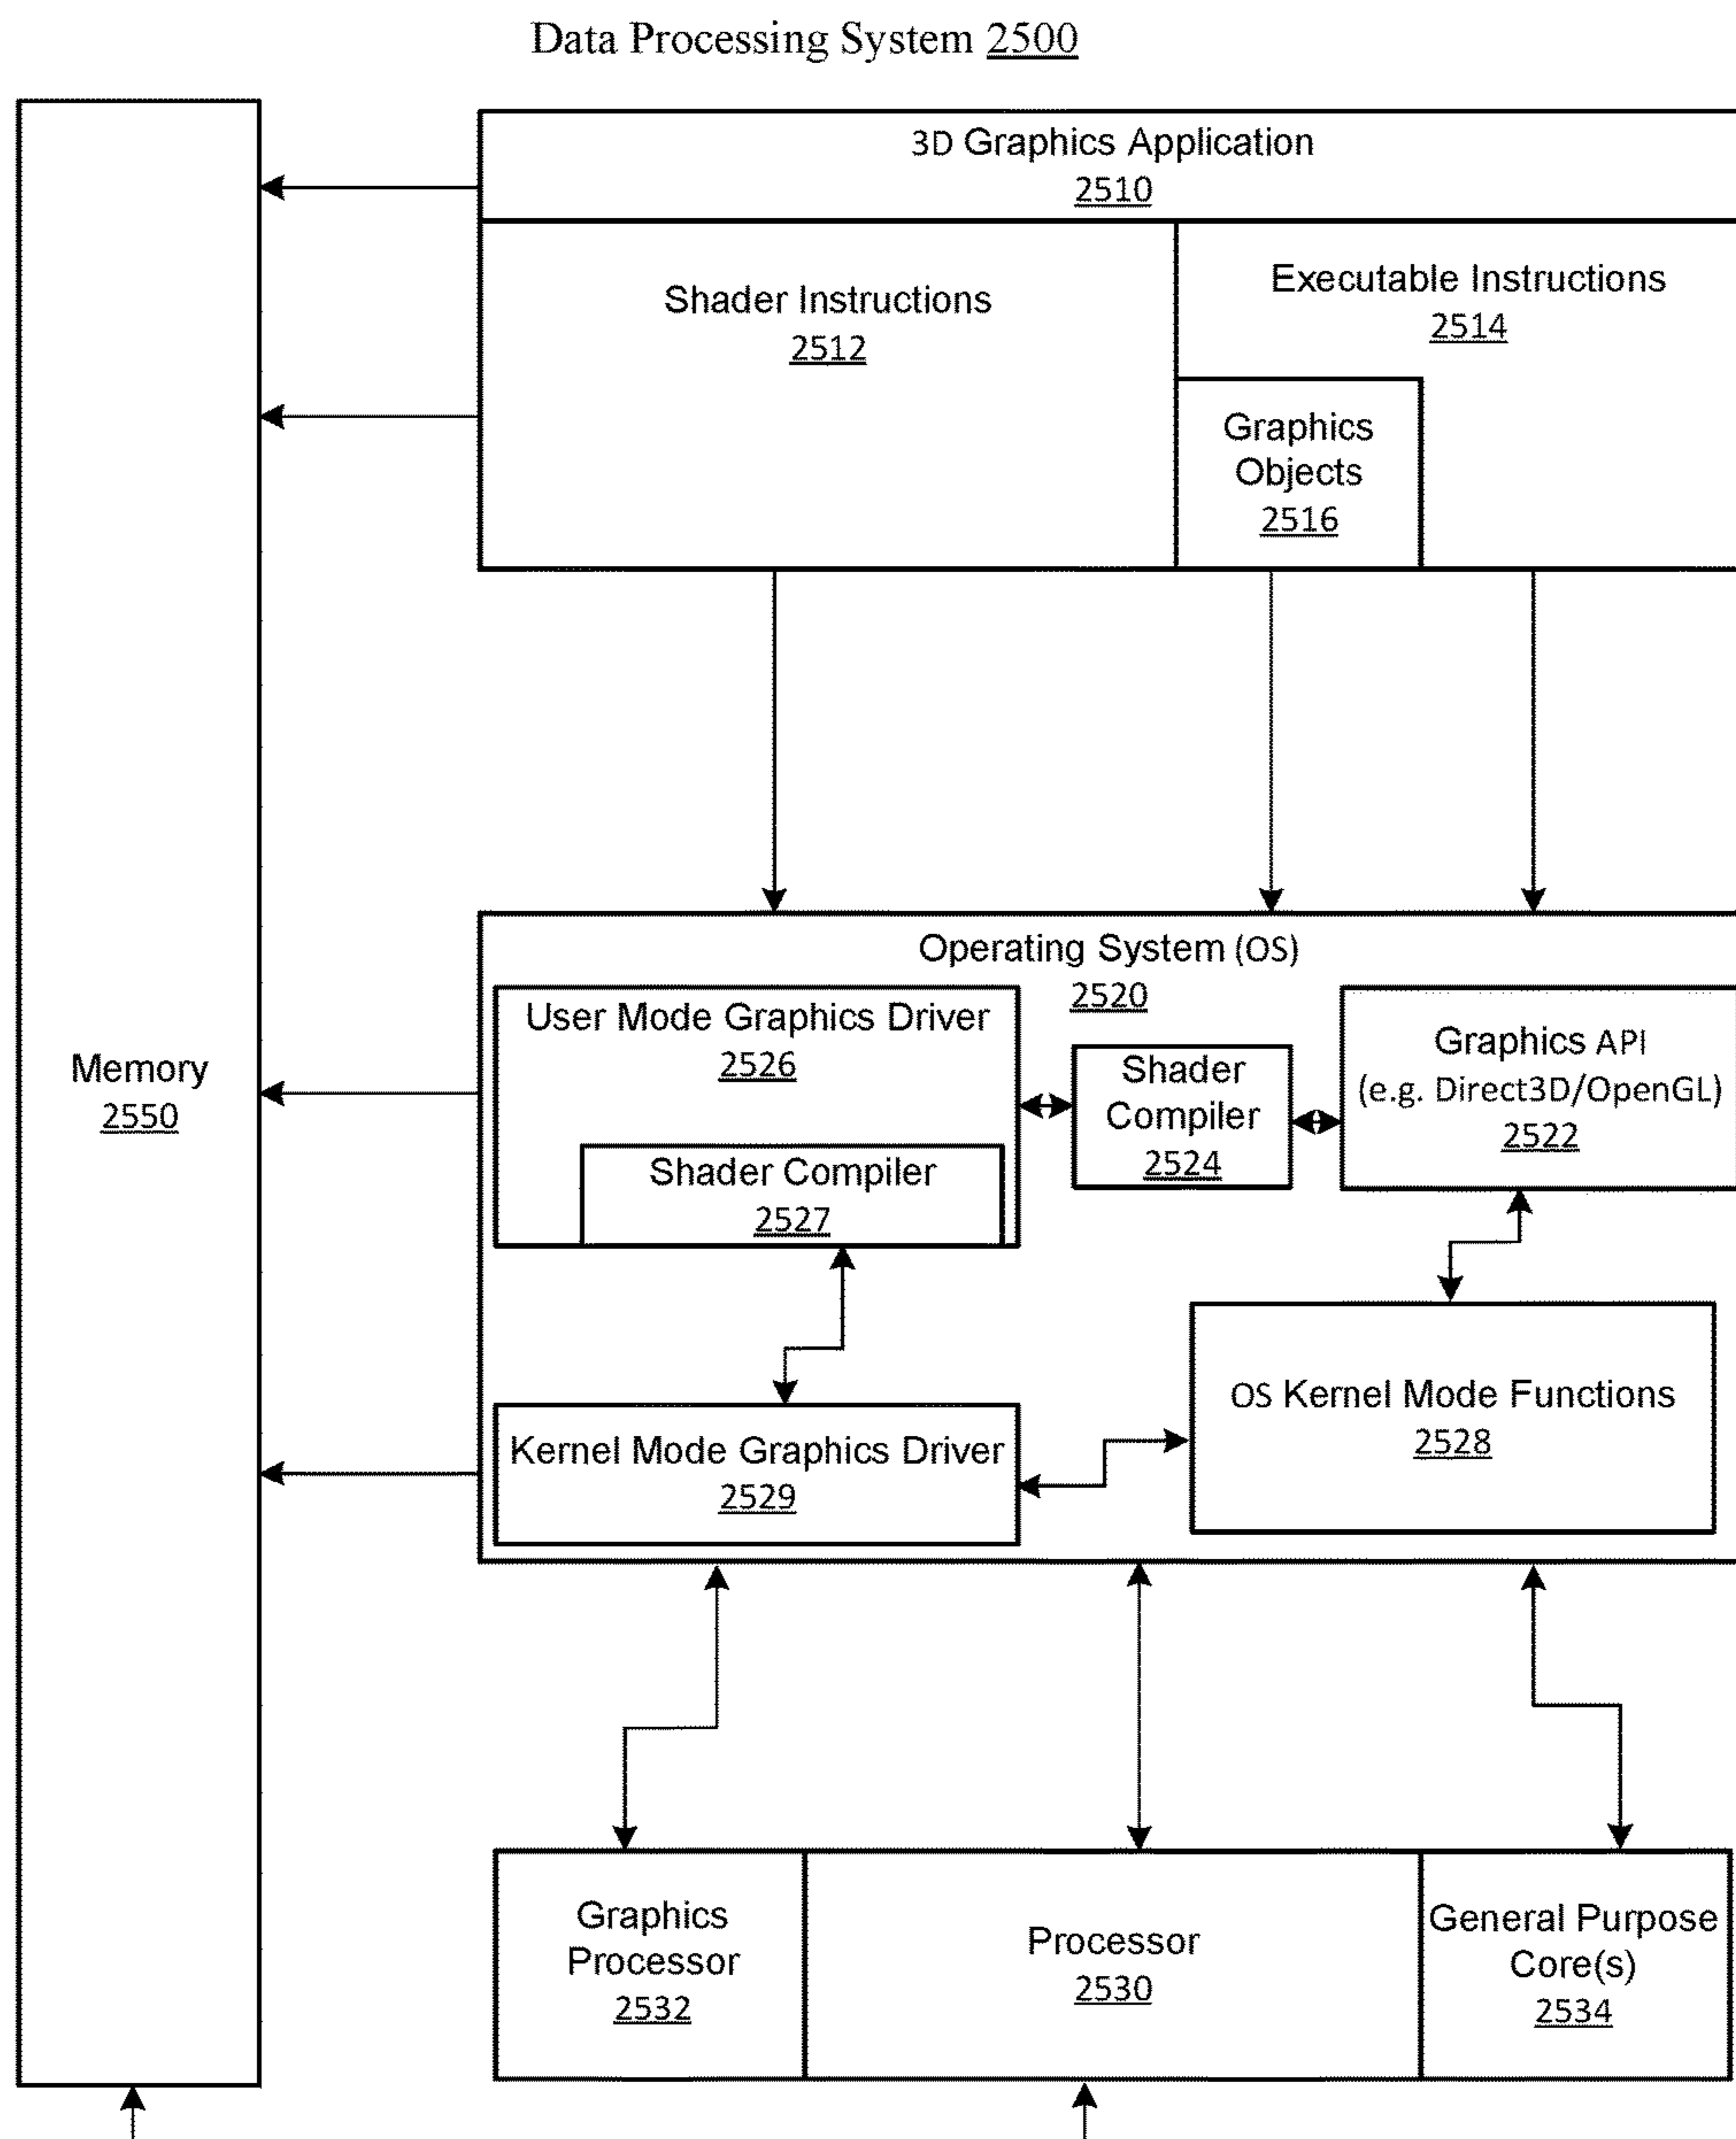 Data Processing System 2500
3D Graphics Application
2510
Shader Instructions
2512
Executable Instructions
2514
Graphics
Objects
2516
Memory
2550
Operating System (OS)
2520
User Mode Graphics Driver
2526
Shader Compiler
2527
Shader
Compiler
2524
Graphics API
(e.g. Direct3D/OpenGL)
2522
Kernel Mode Graphics Driver
2529
OS Kernel Mode Functions
2528
Graphics
Processor
2532
Processor
2530
General Purpose
Core(s)
2534